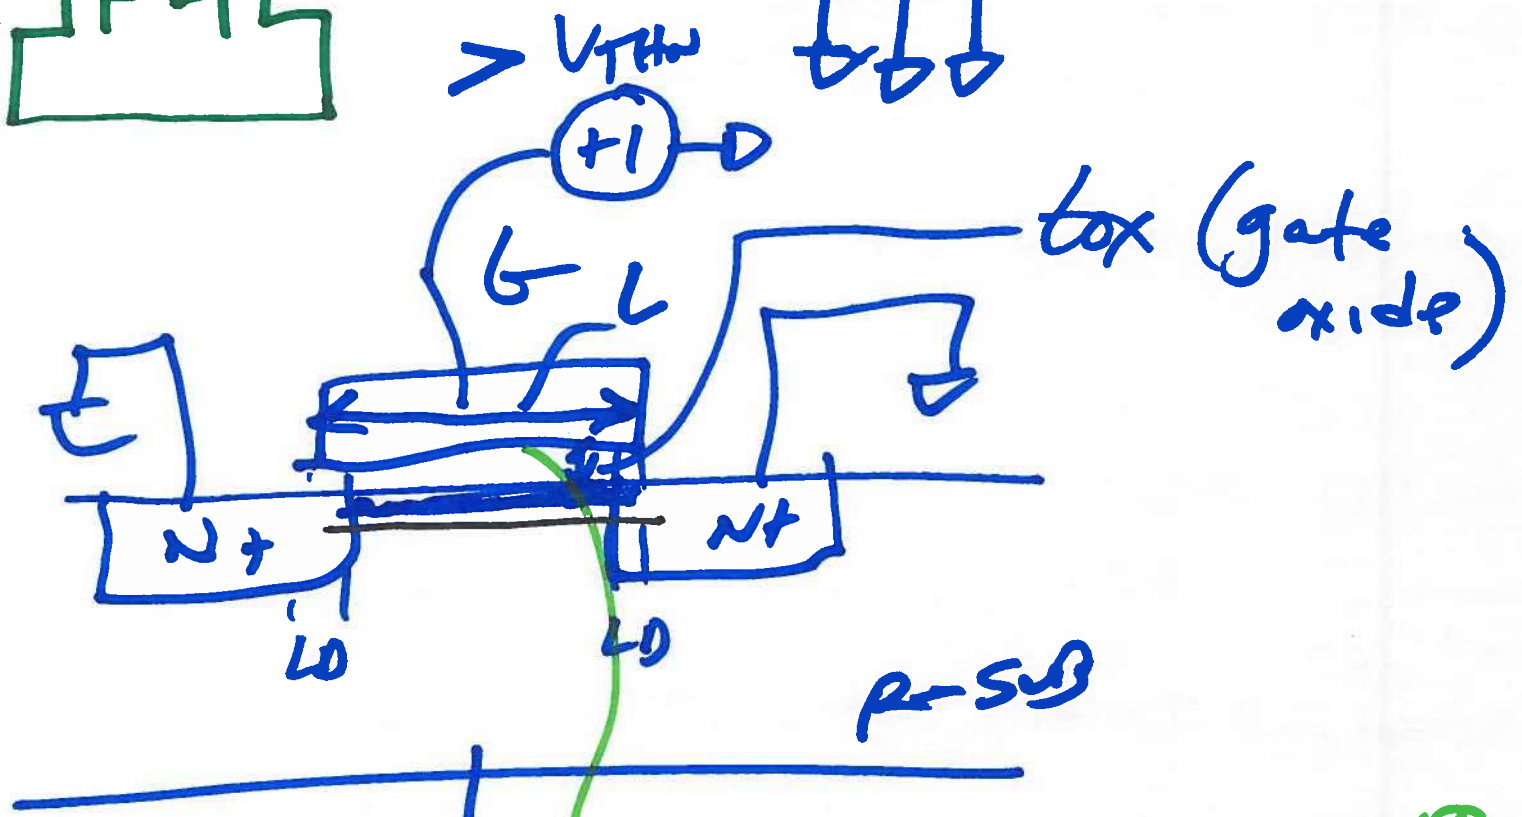 > VTHN
+1
tox (gate
oxide)
G
L
N+
N+
LD
LD
p-sub